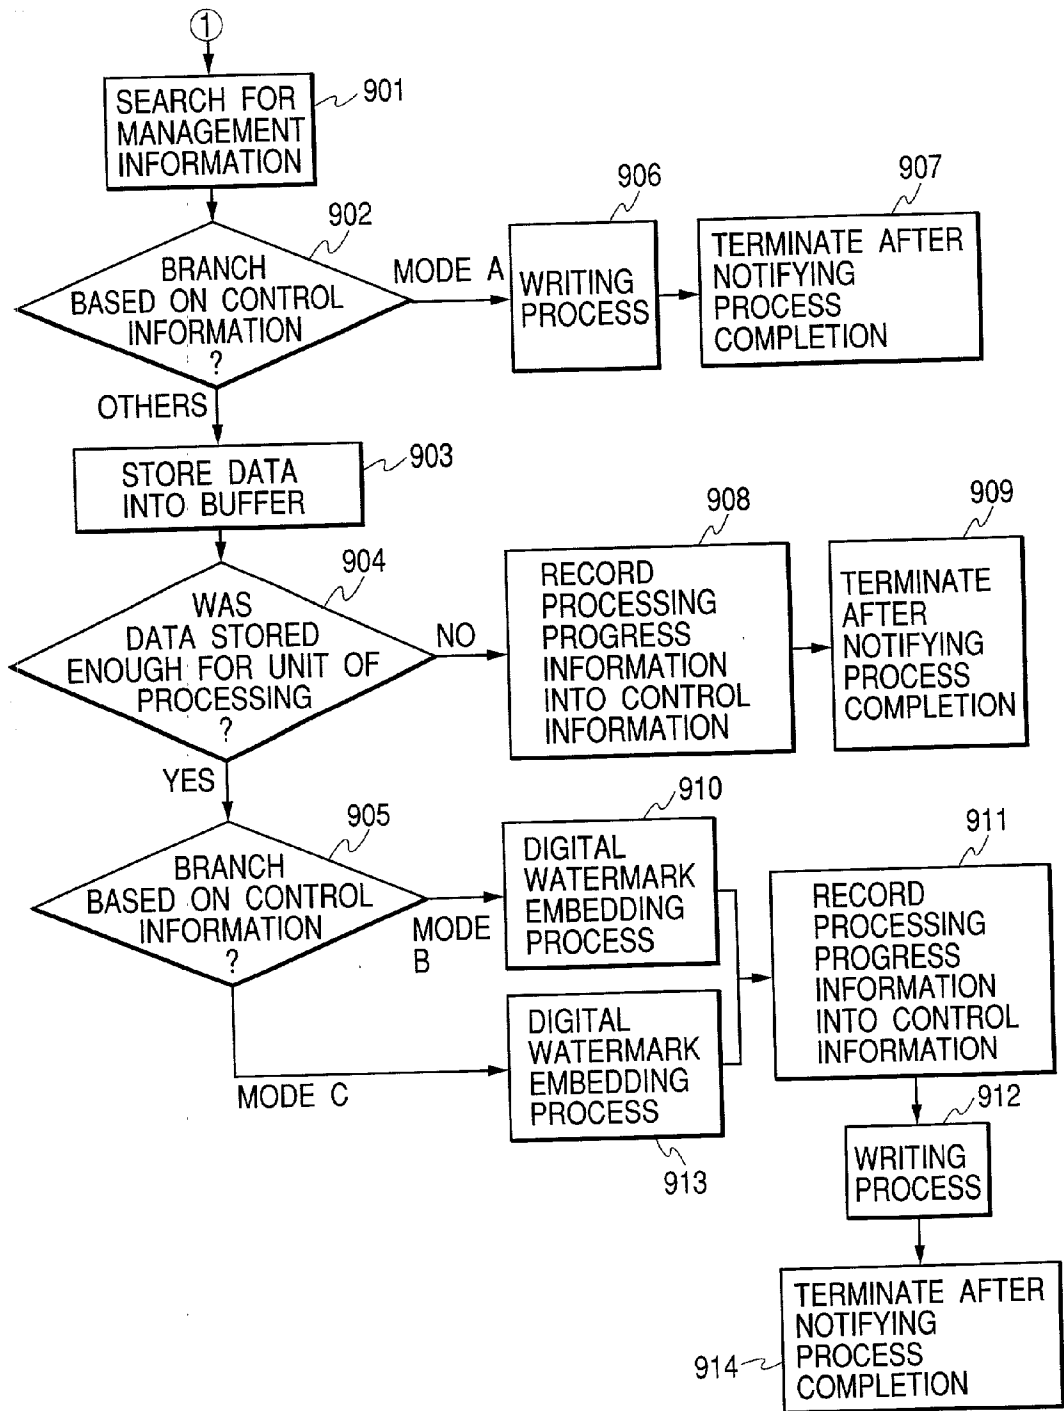 1
SEARCH FOR
MANAGEMENT
INFORMATION
901
902
BRANCH
BASED ON CONTROL
INFORMATION
?
MODE A
906
WRITING
PROCESS
907
TERMINATE AFTER
NOTIFYING
PROCESS
COMPLETION
OTHERS
STORE DATA
INTO BUFFER
903
904
WAS
DATA STORED
ENOUGH FOR UNIT OF
PROCESSING
?
NO
908
RECORD
PROCESSING
PROGRESS
INFORMATION
INTO CONTROL
INFORMATION
909
TERMINATE
AFTER
NOTIFYING
PROCESS
COMPLETION
YES
905
BRANCH
BASED ON CONTROL
INFORMATION
?
MODE
B
910
DIGITAL
WATERMARK
EMBEDDING
PROCESS
911
RECORD
PROCESSING
PROGRESS
INFORMATION
INTO CONTROL
INFORMATION
MODE C
DIGITAL
WATERMARK
EMBEDDING
PROCESS
913
912
WRITING
PROCESS
914
TERMINATE AFTER
NOTIFYING
PROCESS
COMPLETION